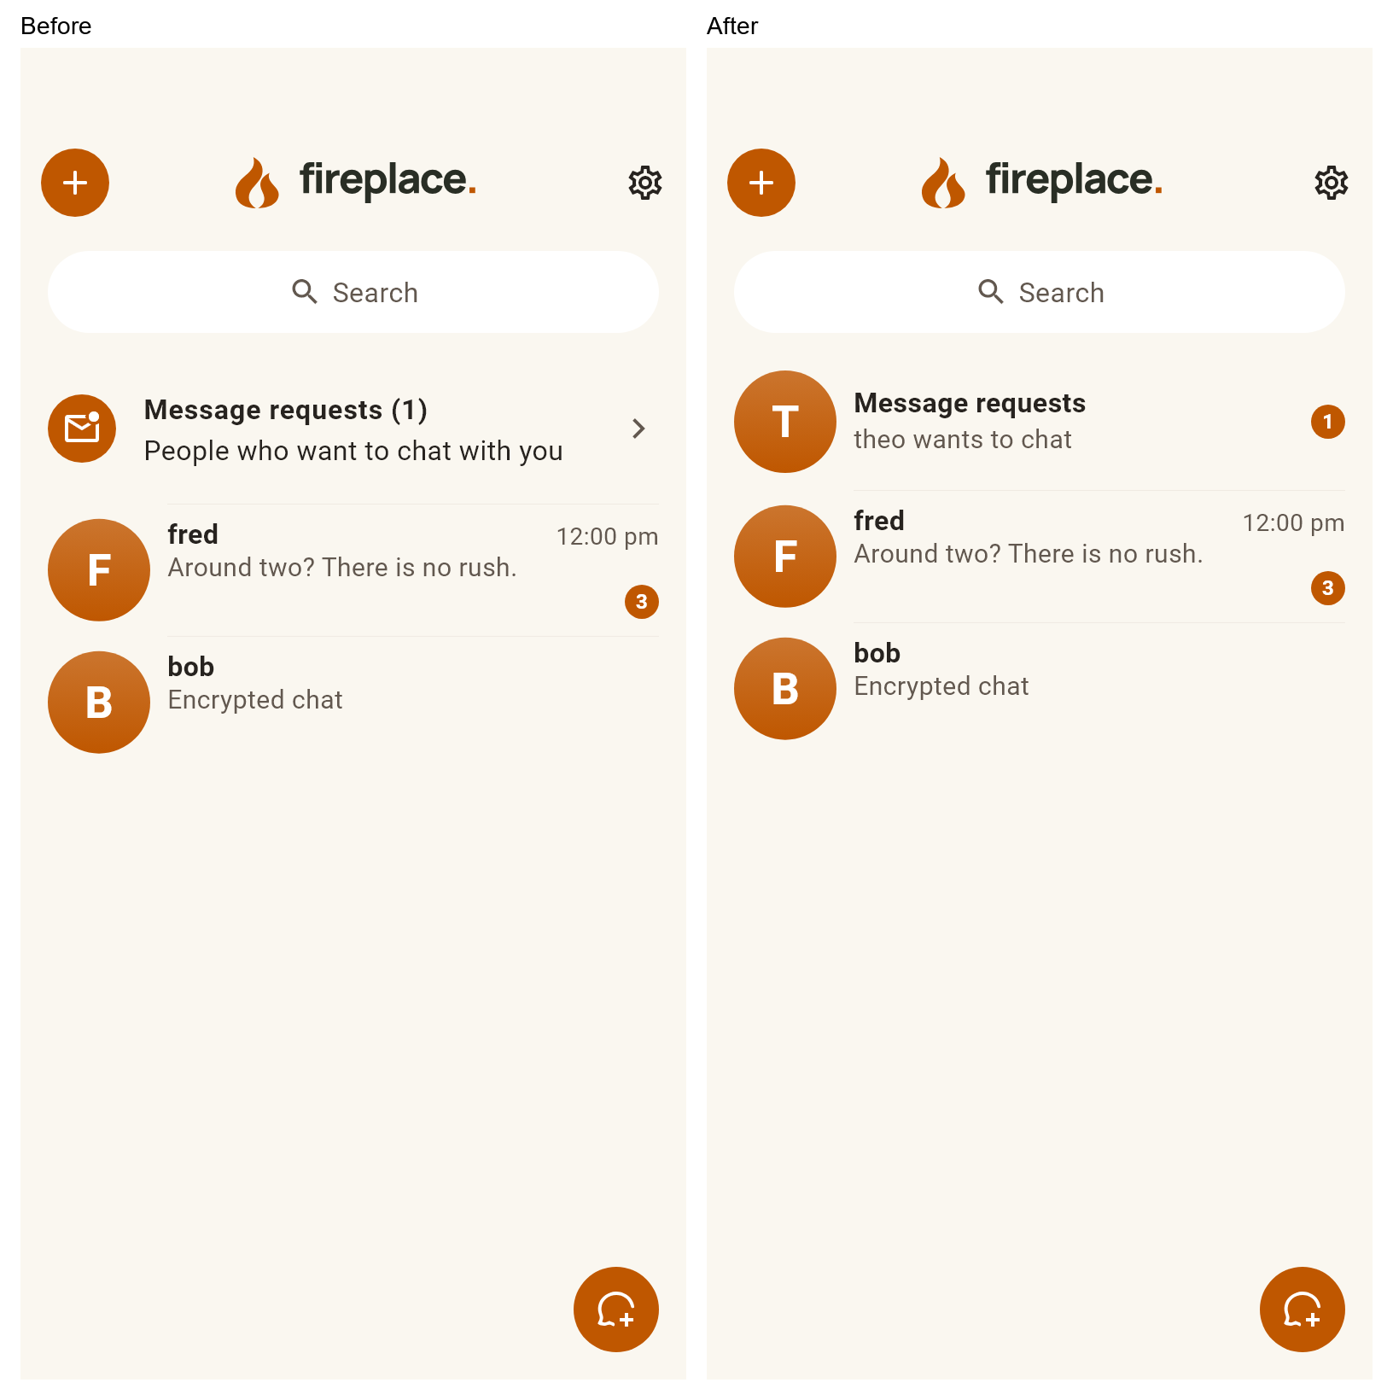 Before
fireplace.
Search
Message requests (1)
People who want to chat with you
F
fred
12:00 pm
Around two? There is no rush.
3
B
bob
Encrypted chat
After
fireplace.
Search
T
Message requests
theo wants to chat
1
F
fred
12:00 pm
Around two? There is no rush.
3
B
bob
Encrypted chat